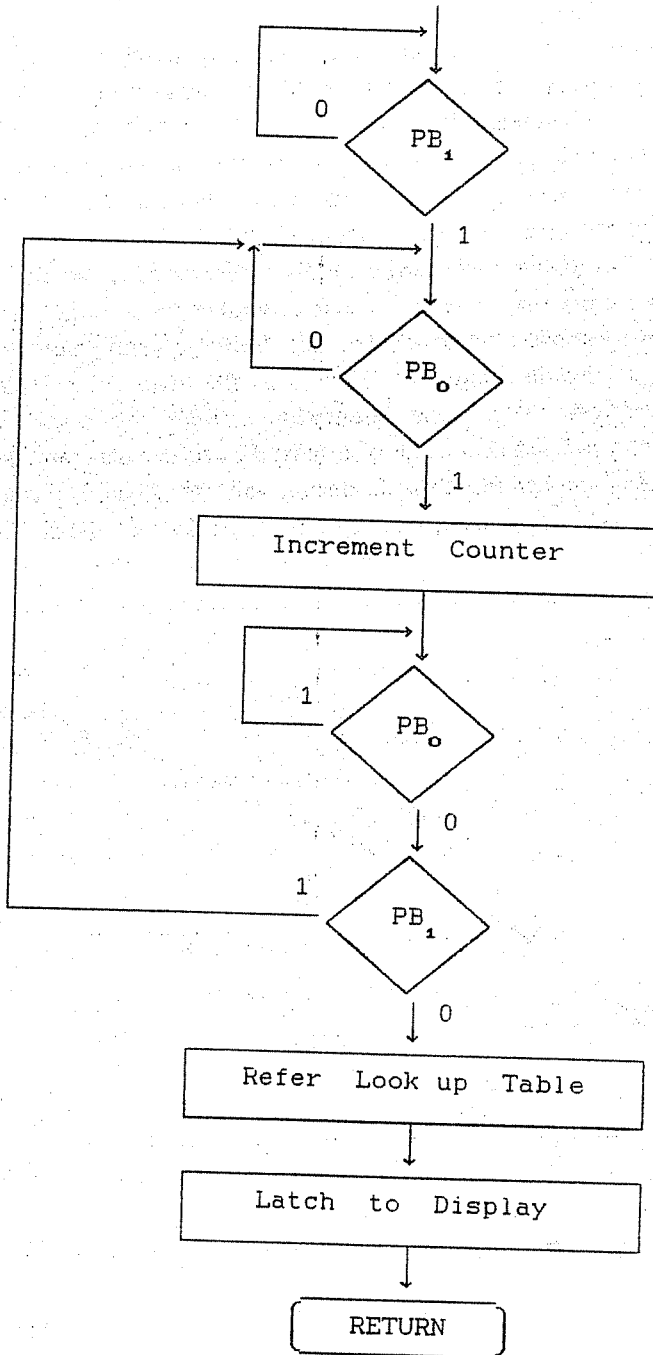 0
PB₁
1
0
PB₀
1
Increment Counter
1
PB₀
0
1
PB₁
0
Refer Look up Table
Latch to Display
RETURN